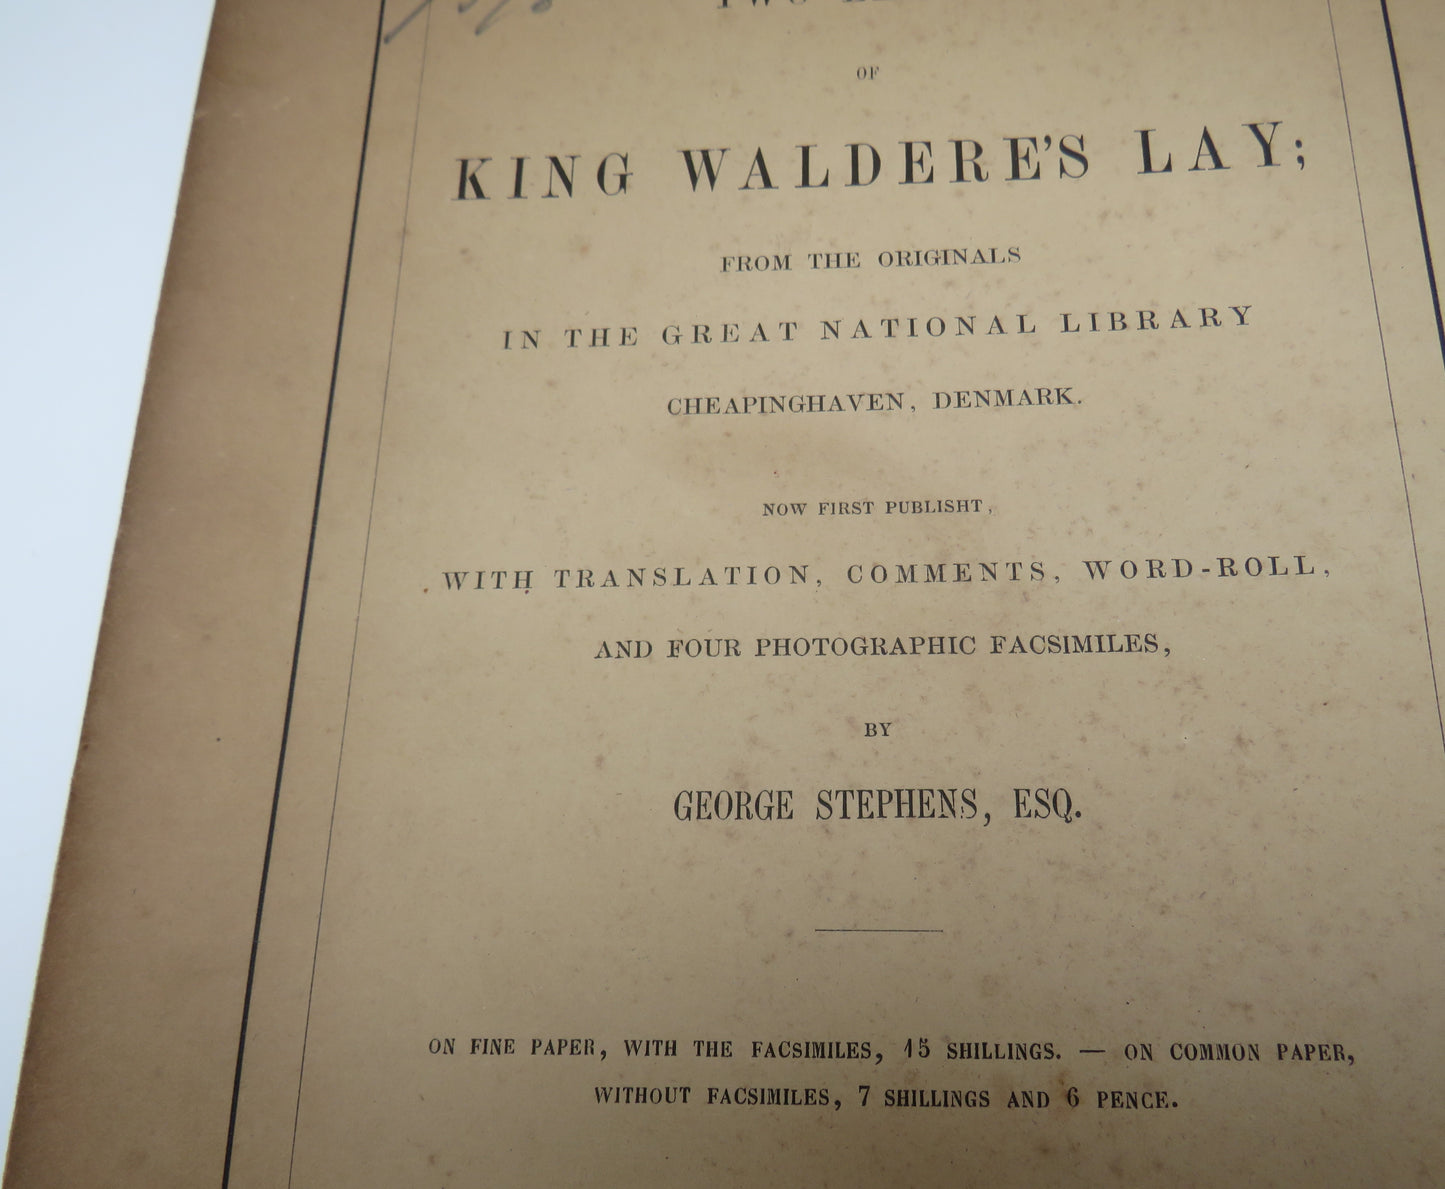 TWO
OF
KING WALDERE'S LAY;
FROM THE ORIGINALS
IN THE GREAT NATIONAL LIBRARY
CHEAPINGHAVEN, DENMARK.
NOW FIRST PUBLISHT,
WITH TRANSLATION, COMMENTS, WORD-ROLL,
AND FOUR PHOTOGRAPHIC FACSIMILES,
BY
GEORGE STEPHENS, ESQ.
ON FINE PAPER, WITH THE FACSIMILES, 15 SHILLINGS. — ON COMMON PAPER,
WITHOUT FACSIMILES, 7 SHILLINGS AND 6 PENCE.